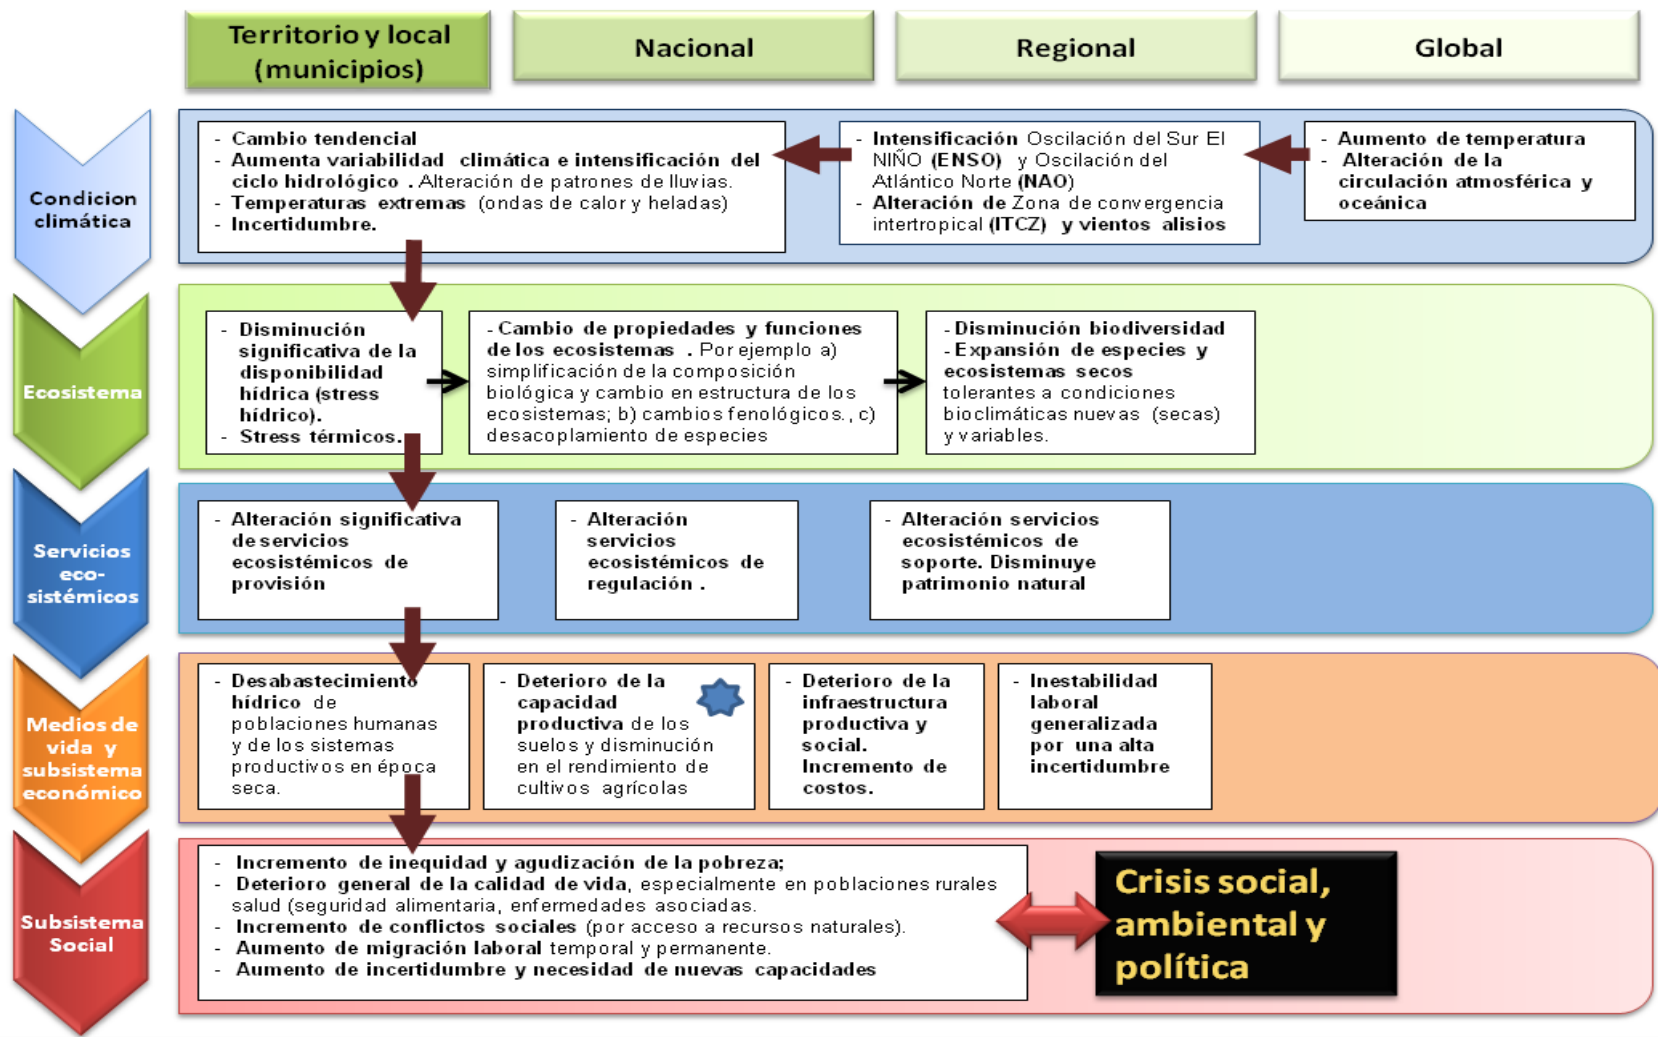 Territorio y local
(municipios)
Nacional
Regional
Global
Condicion
climática
- Cambio tendencial
- Aumenta variabilidad climática e intensificación del
ciclo hidrológico . Alteración de patrones de lluvias.
- Temperaturas extremas (ondas de calor y heladas)
- Incertidumbre.
- Intensificación Oscilación del Sur El
NIÑO (ENSO) y Oscilación del
Atlántico Norte (NAO)
- Alteración de Zona de convergencia
intertropical (ITCZ) y vientos alisios
- Aumento de temperatura
- Alteración de la
circulación atmosférica y
oceánica
Ecosistema
- Disminución
significativa de la
disponibilidad
hídrica (stress
hídrico).
- Stress térmicos.
- Cambio de propiedades y funciones
de los ecosistemas . Por ejemplo a)
simplificación de la composición
biológica y cambio en estructura de los
ecosistemas; b) cambios fenológicos., c)
desacoplamiento de especies
- Disminución biodiversidad
- Expansión de especies y
ecosistemas secos
tolerantes a condiciones
bioclimáticas nuevas (secas)
y variables.
Servicios
eco-
sistémicos
- Alteración significativa
de servicios
ecosistémicos de
provisión
- Alteración
servicios
ecosistémicos de
regulación .
- Alteración servicios
ecosistémicos de
soporte. Disminuye
patrimonio natural
Medios de
vida y
subsistema
económico
- Desabastecimiento
hídrico de
poblaciones humanas
y de los sistemas
productivos en época
seca.
- Deterioro de la
capacidad
productiva de los
suelos y disminución
en el rendimiento de
cultivos agrícolas
- Deterioro de la
infraestructura
productiva y
social.
Incremento de
costos.
- Inestabilidad
laboral
generalizada
por una alta
incertidumbre
Subsistema
Social
- Incremento de inequidad y agudización de la pobreza;
- Deterioro general de la calidad de vida, especialmente en poblaciones rurales
salud (seguridad alimentaria, enfermedades asociadas.
- Incremento de conflictos sociales (por acceso a recursos naturales).
- Aumento de migración laboral temporal y permanente.
- Aumento de incertidumbre y necesidad de nuevas capacidades
Crisis social,
ambiental y
política